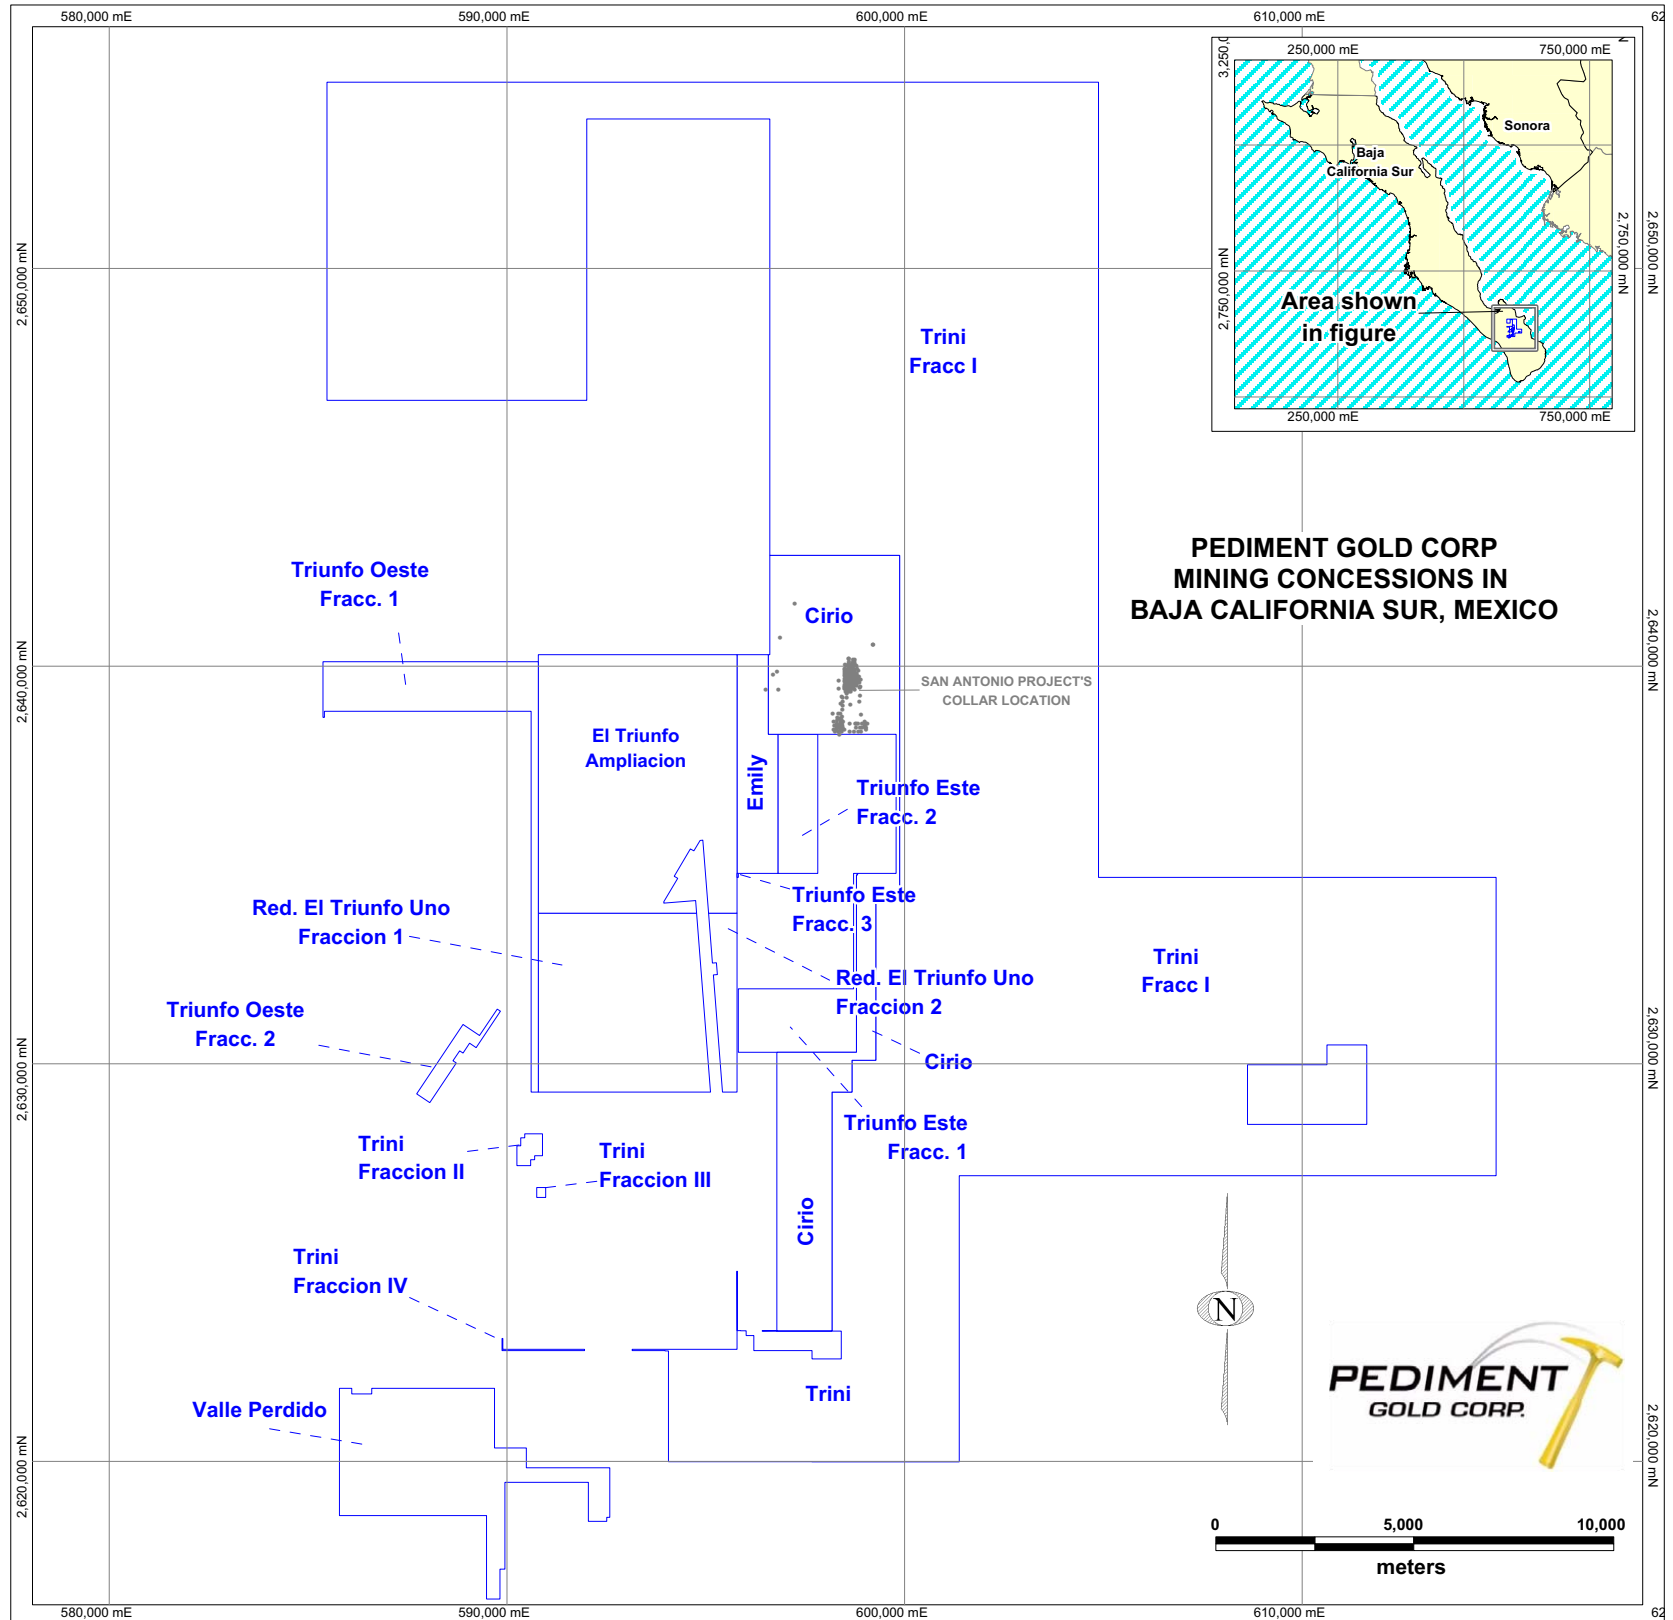 580,000 mE
590,000 mE
600,000 mE
610,000 mE
62
250,000 mE
750,000 mE
3,250,0
N
Sonora
Baja
California Sur
2,750,000 mN
2,750,000 mN
Area shown
in figure
250,000 mE
750,000 mE
2,650,000 mN
2,650,000 mN
Trini
Fracc I
PEDIMENT GOLD CORP
MINING CONCESSIONS IN
BAJA CALIFORNIA SUR, MEXICO
Triunfo Oeste
Fracc. 1
Cirio
2,640,000 mN
2,640,000 mN
SAN ANTONIO PROJECT'S
COLLAR LOCATION
El Triunfo
Ampliacion
Emily
Triunfo Este
Fracc. 2
Triunfo Este
Fracc. 3
Red. El Triunfo Uno
Fraccion 1
Trini
Fracc I
Red. El Triunfo Uno
Fraccion 2
Triunfo Oeste
Fracc. 2
Cirio
2,630,000 mN
2,630,000 mN
Triunfo Este
Fracc. 1
Trini
Fraccion II
Trini
Fraccion III
Cirio
Trini
Fraccion IV
N
Trini
Valle Perdido
PEDIMENT
GOLD CORP.
2,620,000 mN
2,620,000 mN
0 5,000 10,000
meters
580,000 mE
590,000 mE
600,000 mE
610,000 mE
62